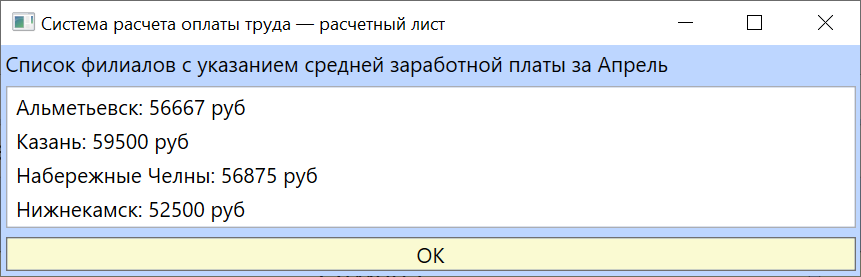 Система расчета оплаты труда — расчетный лист
Список филиалов с указанием средней заработной платы за Апрель
Альметьевск: 56667 руб
Казань: 59500 руб
Набережные Челны: 56875 руб
Нижнекамск: 52500 руб
ОК